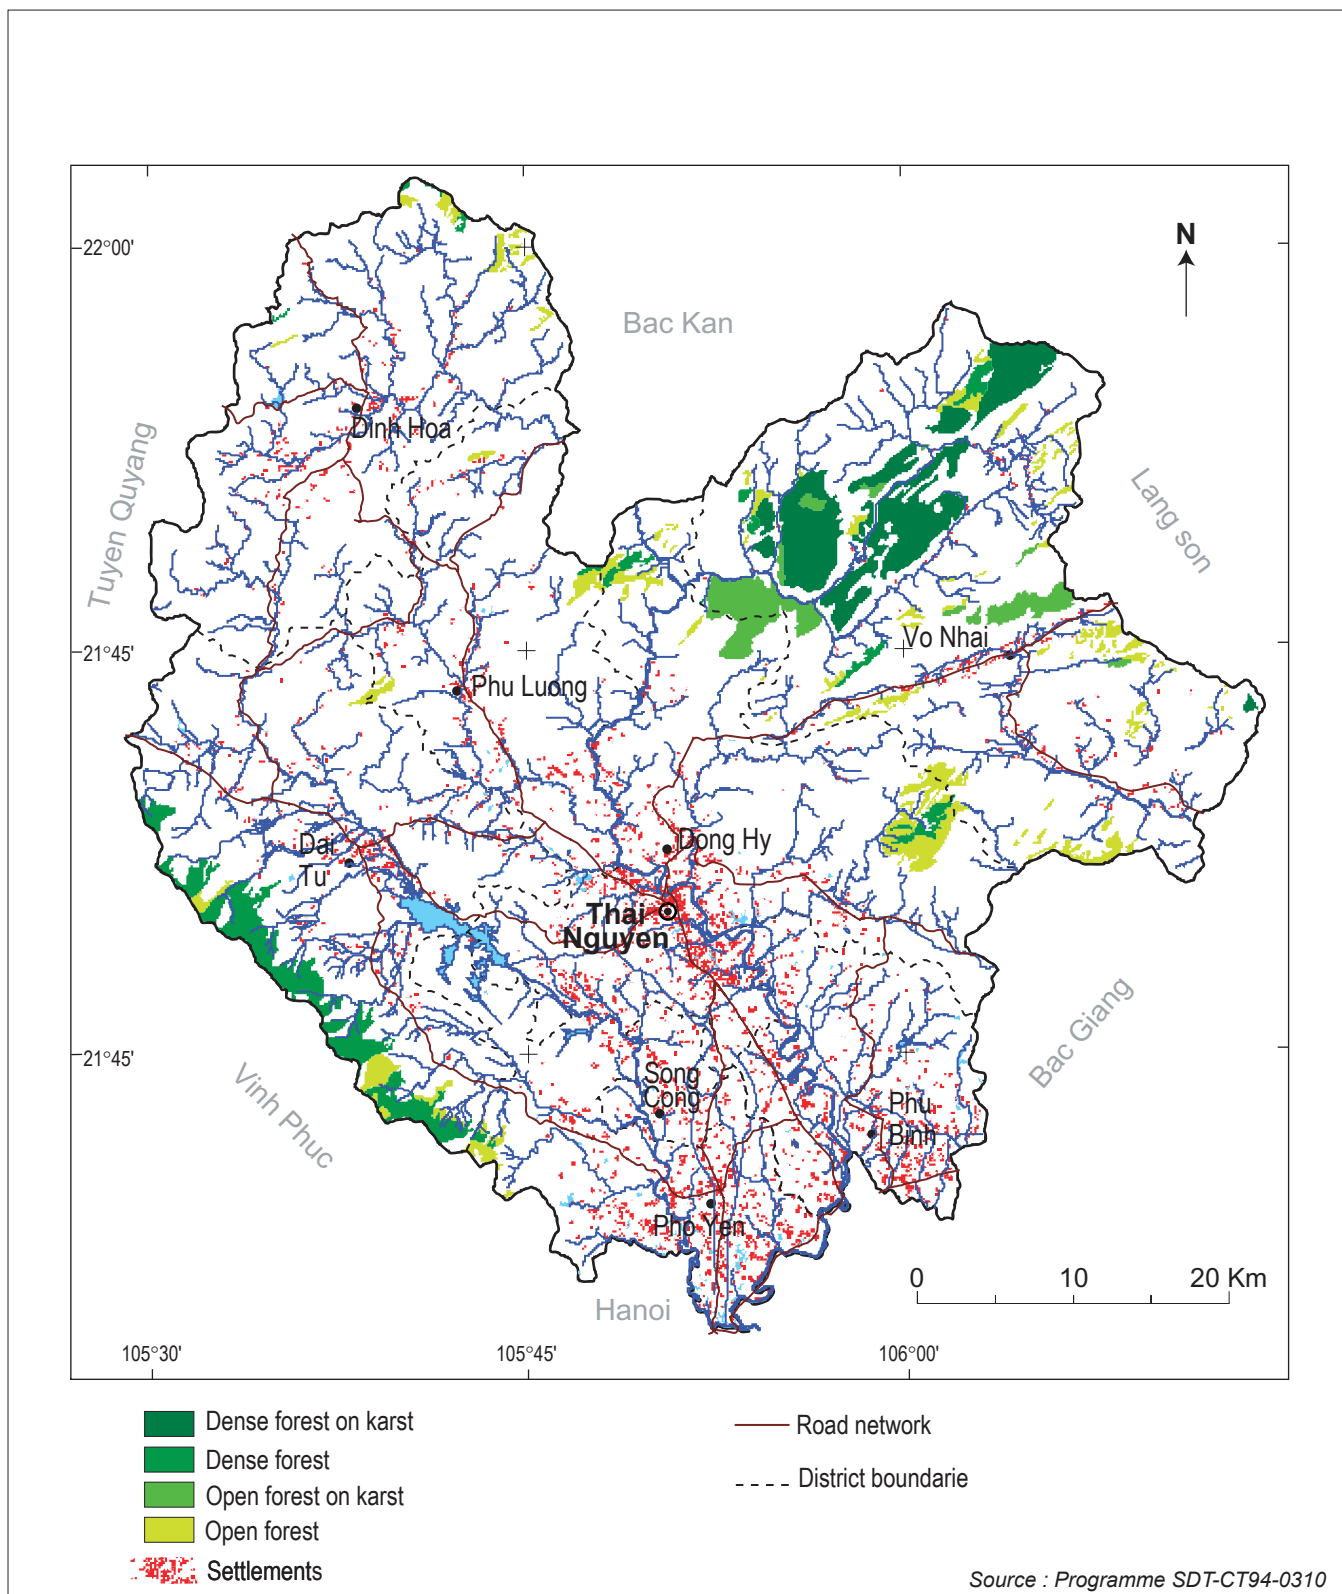 N
22°00'
Bac Kan
Dinh Hoa
Tuyen Quyang
Lang son
Vo Nhai
21°45'
Phu Luong
Dong Hy
Dai
Tu
Thai
Nguyen
Bac Giang
21°45'
Song
Cong
Phu
Binh
Vinh Phuc
Pho Yen
0 10 20 Km
Hanoi
105°30' 105°45' 106°00'
Dense forest on karst
Dense forest
Open forest on karst
Open forest
Settlements
Road network
District boundarie
Source : Programme SDT-CT94-0310